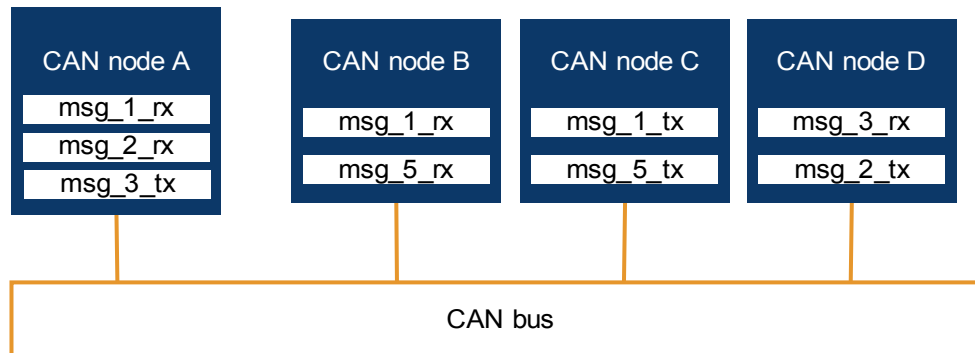 CAN node A
msg_1_rx
msg_2_rx
msg_3_tx
CAN node B
msg_1_rx
msg_5_rx
CAN node C
msg_1_tx
msg_5_tx
CAN node D
msg_3_rx
msg_2_tx
CAN bus